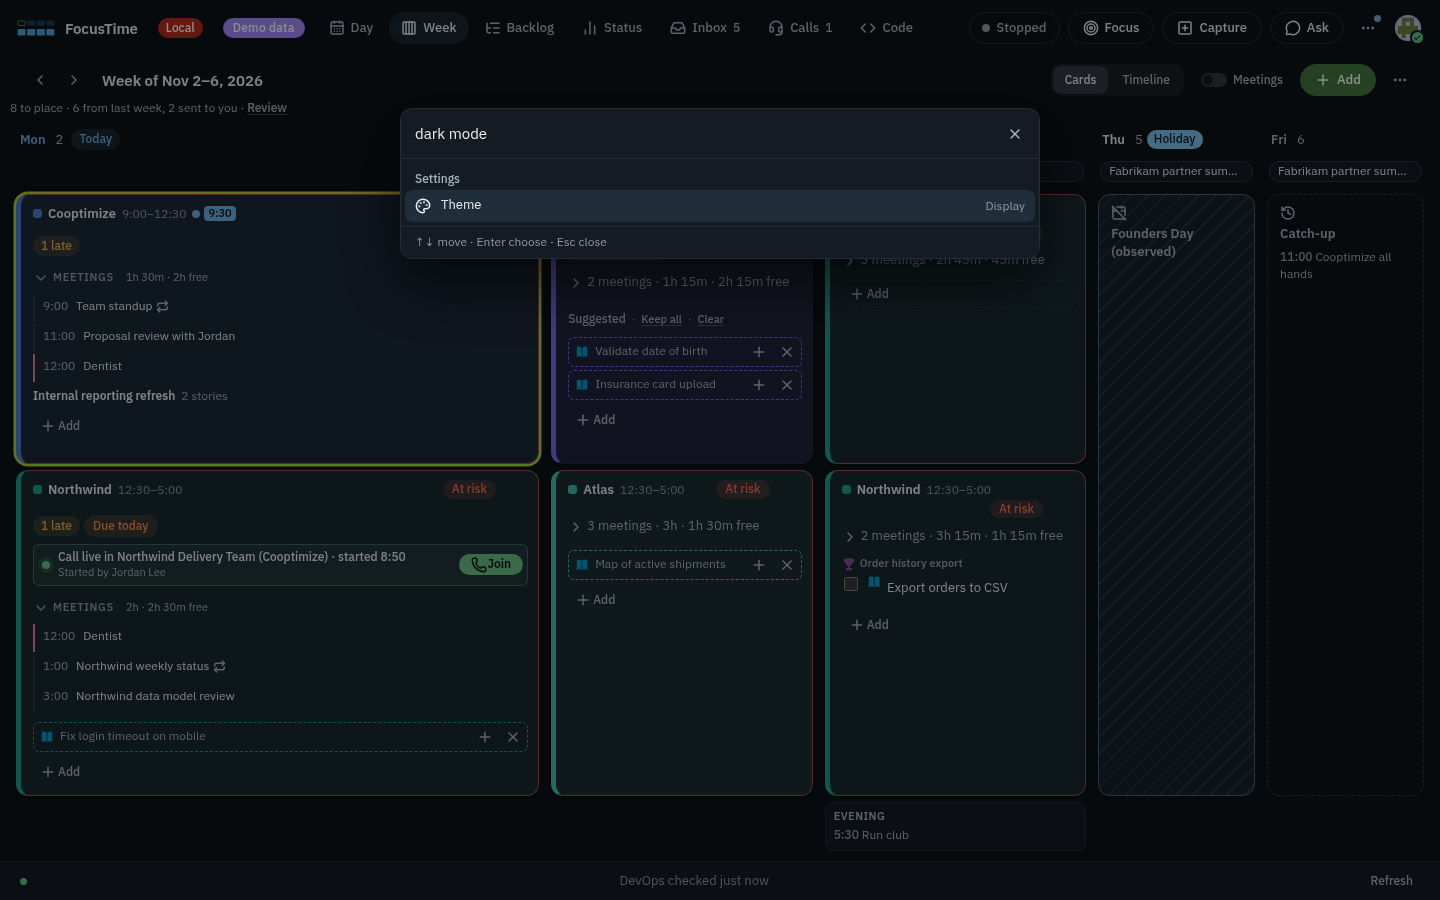 FocusTime
Local
Demo data
Day
Week
Backlog
Status
Inbox 5
Calls 1
Code
Stopped
Focus
Capture
Ask
Week of Nov 2–6, 2026
Cards
Timeline
Meetings
Add
8 to place · 6 from last week, 2 sent to you · Review
Mon 2 Today
Thu 5 Holiday
Fri 6
dark mode
Settings
Theme
Display
↑↓ move · Enter choose · Esc close
Fabrikam partner sum...
Fabrikam partner sum...
Cooptimize 9:00–12:30 9:30
1 late
MEETINGS 1h 30m · 2h free
9:00 Team standup
11:00 Proposal review with Jordan
12:00 Dentist
Internal reporting refresh 2 stories
Add
2 meetings · 1h 15m · 2h 15m free
Suggested · Keep all · Clear
Validate date of birth
Insurance card upload
Add
3 meetings · 2h 45m · 45m free
Add
Founders Day
(observed)
Catch-up
11:00 Cooptimize all
hands
Northwind 12:30–5:00
At risk
1 late
Due today
Call live in Northwind Delivery Team (Cooptimize) · started 8:50
Started by Jordan Lee
Join
MEETINGS 2h · 2h 30m free
12:00 Dentist
1:00 Northwind weekly status
3:00 Northwind data model review
Fix login timeout on mobile
Add
Atlas 12:30–5:00
At risk
3 meetings · 3h · 1h 30m free
Map of active shipments
Add
Northwind 12:30–5:00
At risk
2 meetings · 3h 15m · 1h 15m free
Order history export
Export orders to CSV
Add
EVENING
5:30 Run club
DevOps checked just now
Refresh